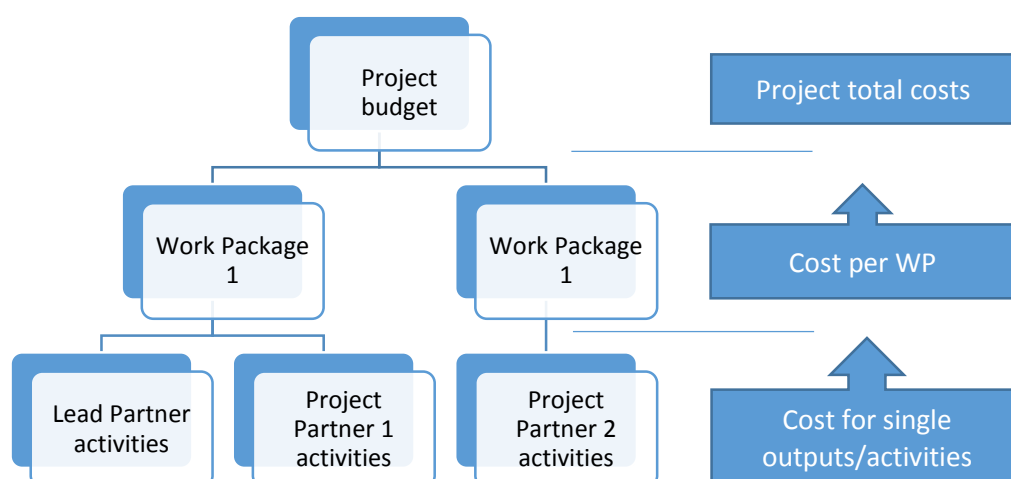 Project
budget
Project total costs
Work Package
1
Work Package
1
Cost per WP
Lead Partner
activities
Project
Partner 1
activities
Project
Partner 2
activities
Cost for single
outputs/activities